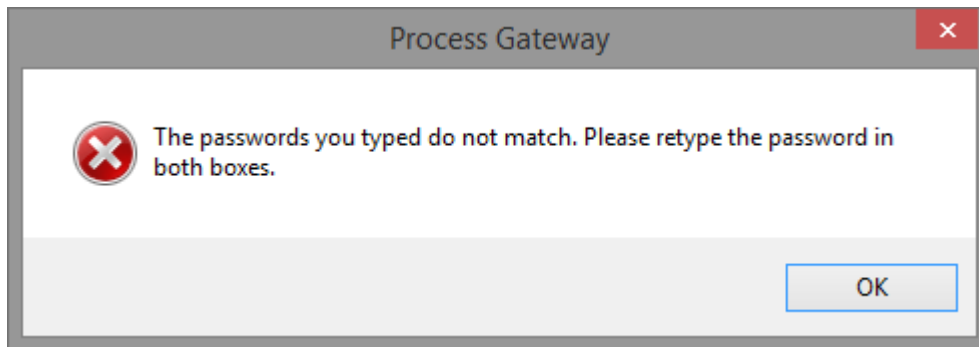 Process Gateway
The passwords you typed do not match. Please retype the password in
both boxes.
OK